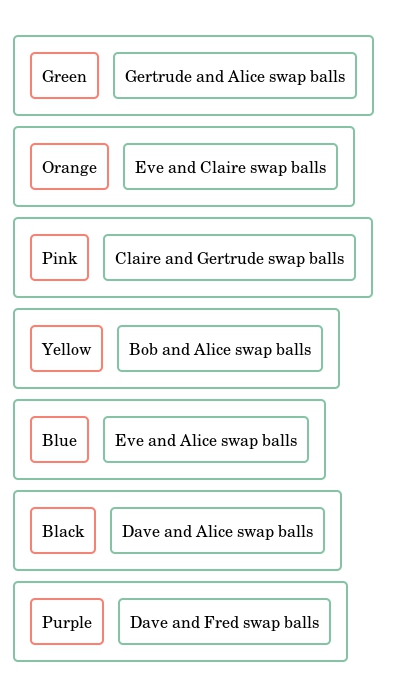 Green Gertrude and Alice swap balls
Orange Eve and Claire swap balls
Pink Claire and Gertrude swap balls
Yellow Bob and Alice swap balls
Blue Eve and Alice swap balls
Black Dave and Alice swap balls
Purple Dave and Fred swap balls